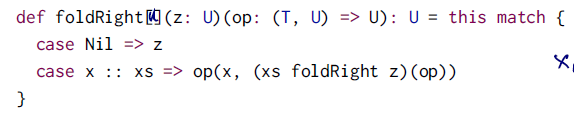 def foldRight[U](z: U)(op: (T, U) => U): U = this match {
case Nil => z
case x :: xs => op(x, (xs foldRight z)(op))
}